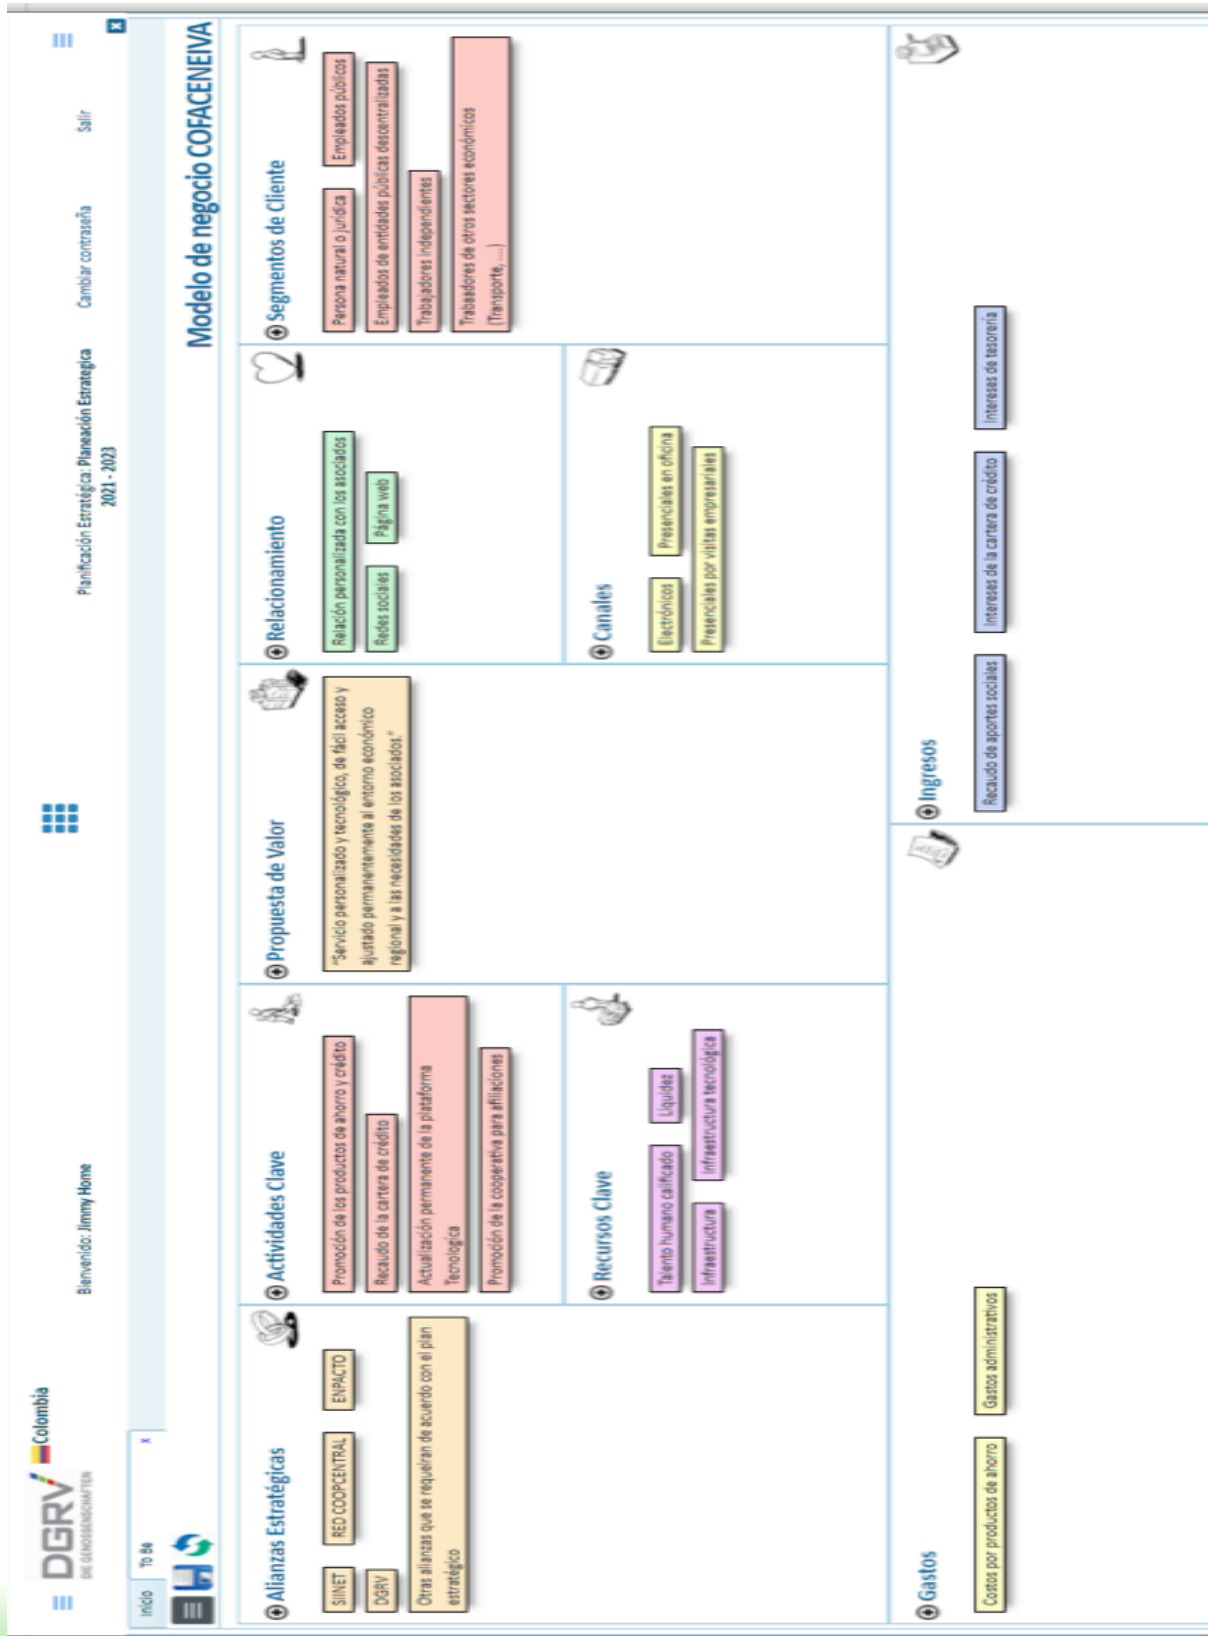 DGRV
DIE GENOSSENSCHAFTEN
Colombia
Bienvenido: Jimmy Home
Planificación Estratégica: Planeación Estrategica
2021 - 2023
Cambiar contraseña
Salir
x
Inicio
To Be
x
Modelo de negocio COFACENEIVA
Alianzas Estratégicas
SIINET
RED COOPCENTRAL
ENPACTO
DGRV
Otras alianzas que se requeiran de acuerdo con el plan
estratégico
Actividades Clave
Promoción de los productos de ahorro y crédito
Recaudo de la cartera de crédito
Actualización permanente de la plataforma
Tecnologica
Promoción de la cooperativa para afiliaciones
Recursos Clave
Talento humano calificado
Liquidez
Infraestructura
Infraestructura tecnológica
Propuesta de Valor
"Servicio personalizado y tecnológico, de fácil acceso y
ajustado permanentemente al entorno económico
regional y a las necesidades de los asociados."
Relacionamiento
Relación personalizada con los asociados
Redes sociales
Página web
Canales
Electrónicos
Presenciales en oficina
Presenciales por visitas empresariales
Segmentos de Cliente
Persona natural o jurídica
Empleados públicos
Empleados de entidades públicas descentralizadas
Trabajadores independientes
Trabaadores de otros sectores económicos
(Transporte, ....)
Gastos
Costos por productos de ahorro
Gastos administrativos
Ingresos
Recaudo de aportes sociales
Intereses de la cartera de crédito
Intereses de tesorería